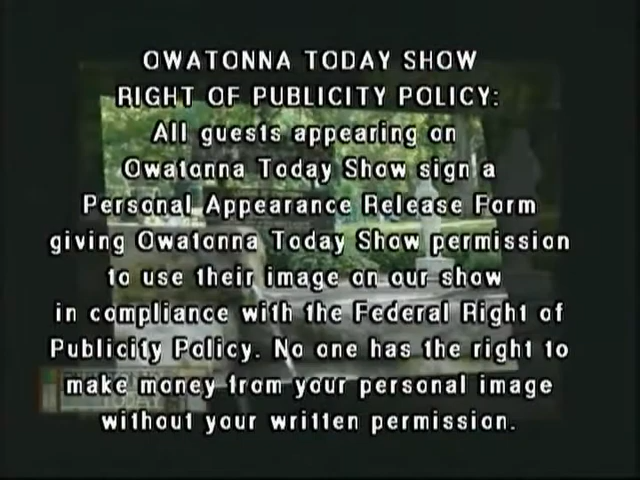 OWATONNA TODAY SHOW
RIGHT OF PUBLICITY POLICY:
All guests appearing on
Owatonna Today Show sign a
Personal Appearance Release Form
giving Owatonna Today Show permission
to use their image on our show
in compliance with the Federal Right of
Publicity Policy. No one has the right to
make money from your personal image
without your written permission.